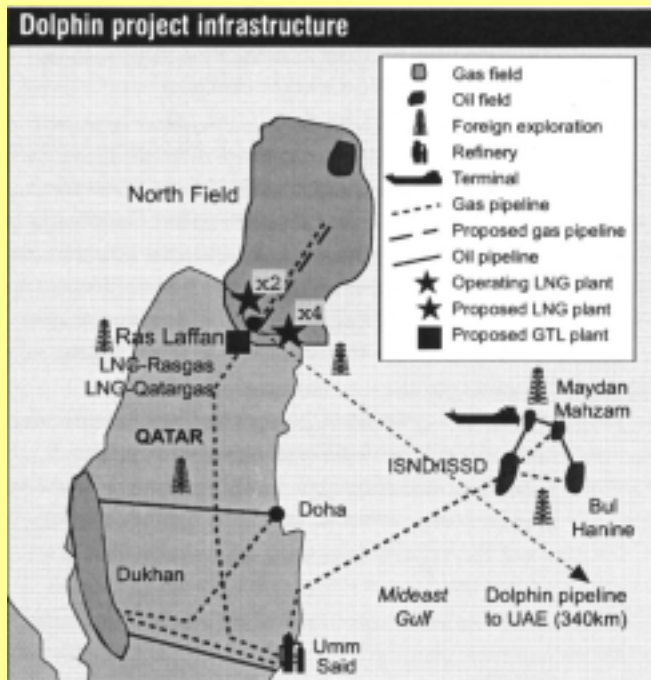 Dolphin project infrastructure
Gas field
Oil field
Foreign exploration
Refinery
Terminal
Gas pipeline
Proposed gas pipeline
Oil pipeline
Operating LNG plant
Proposed LNG plant
Proposed GTL plant
North Field
x2
x4
Ras Laffan
LNG-Rasgas
LNG-Qatargas
QATAR
Doha
Dukhan
Umm
Said
Maydan
Mahzam
ISND/ISSD
Bul
Hanine
Mideast
Gulf
Dolphin pipeline
to UAE (340km)